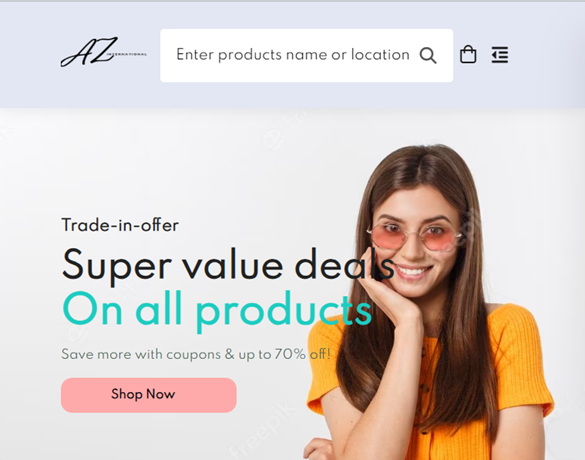 AZ INTERNATIONAL
Enter products name or location
Trade-in-offer
Super value deals
On all products
Save more with coupons & up to 70% off!
Shop Now
freepik